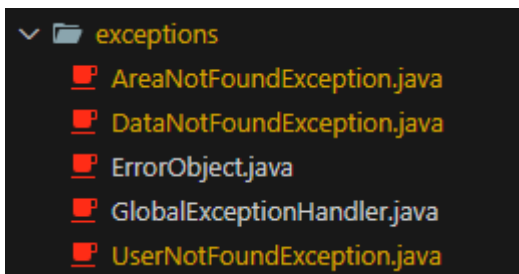 exceptions
AreaNotFoundException.java
DataNotFoundException.java
ErrorObject.java
GlobalExceptionHandler.java
UserNotFoundException.java